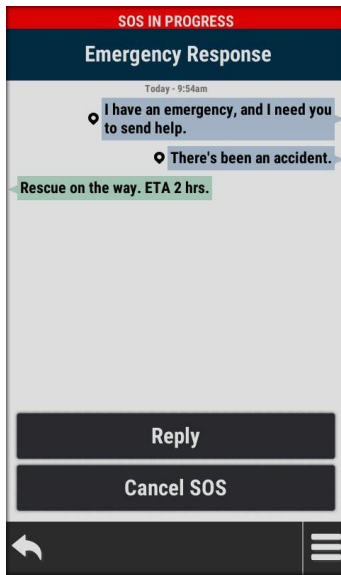 SOS IN PROGRESS
Emergency Response
Today - 9:54am
I have an emergency, and I need you
to send help.
There's been an accident.
Rescue on the way. ETA 2 hrs.
Reply
Cancel SOS